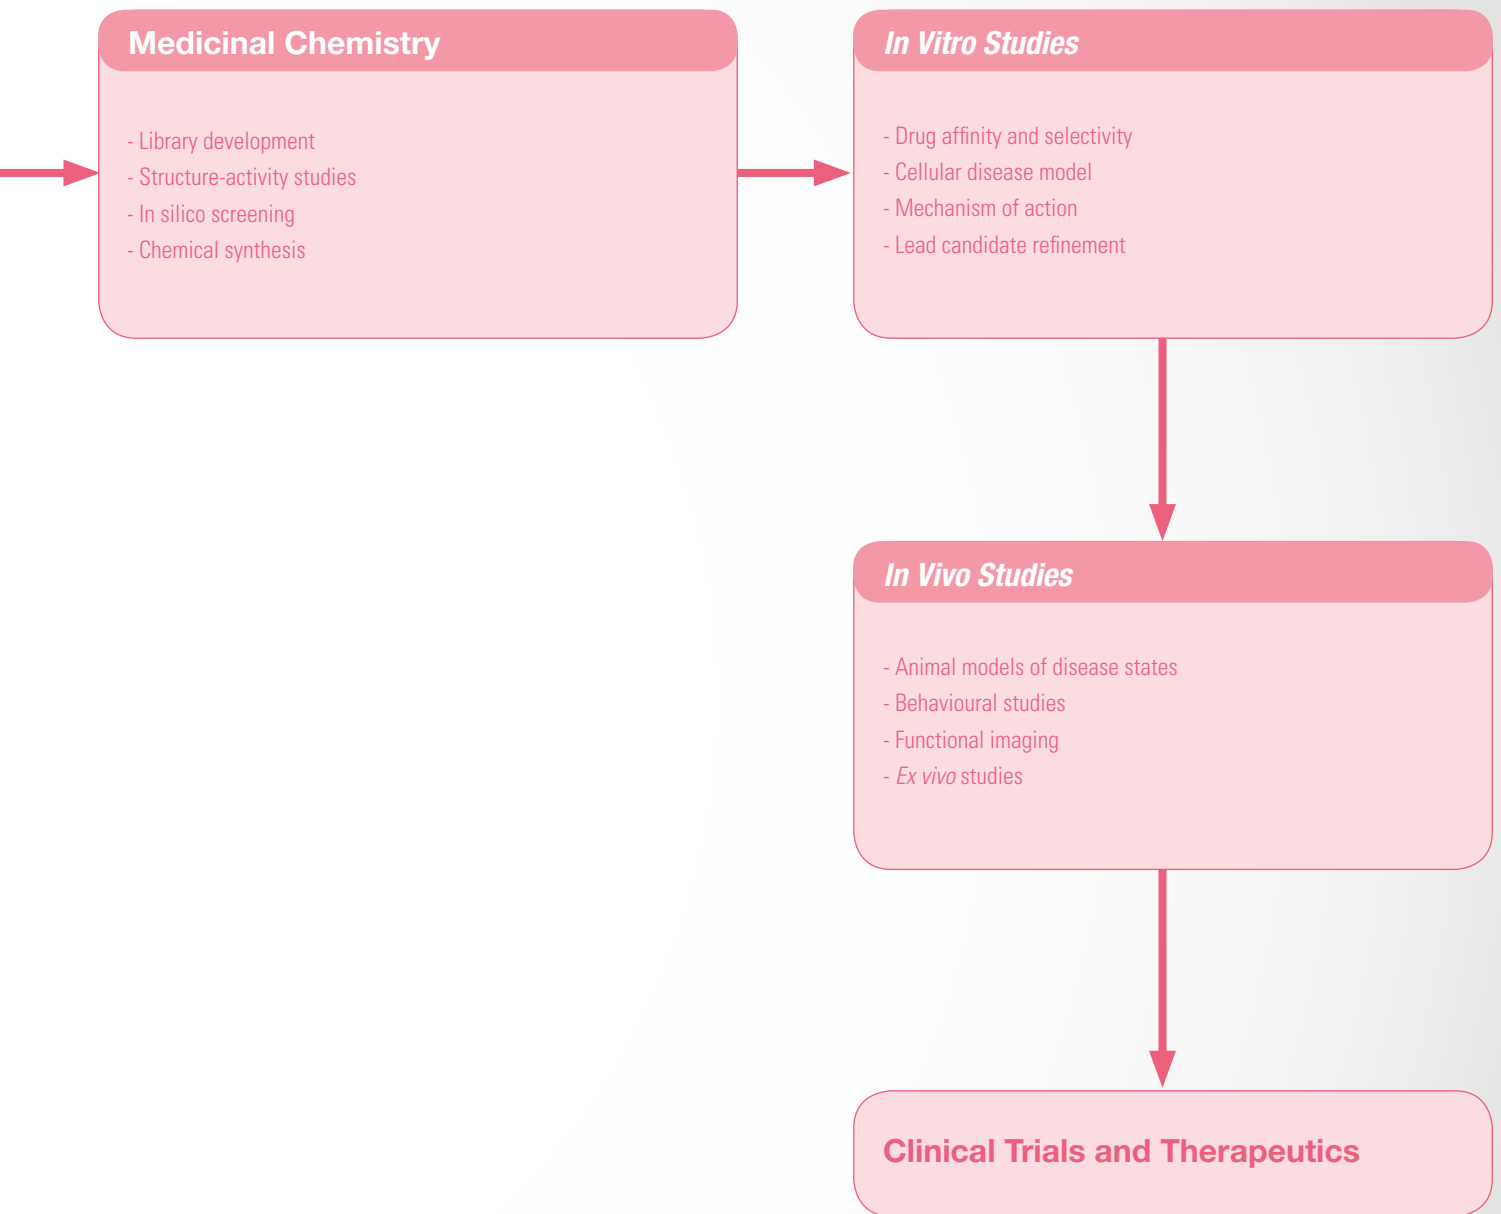 Medicinal Chemistry
- Library development
- Structure-activity studies
- In silico screening
- Chemical synthesis
In Vitro Studies
- Drug affinity and selectivity
- Cellular disease model
- Mechanism of action
- Lead candidate refinement
In Vivo Studies
- Animal models of disease states
- Behavioural studies
- Functional imaging
- Ex vivo studies
Clinical Trials and Therapeutics